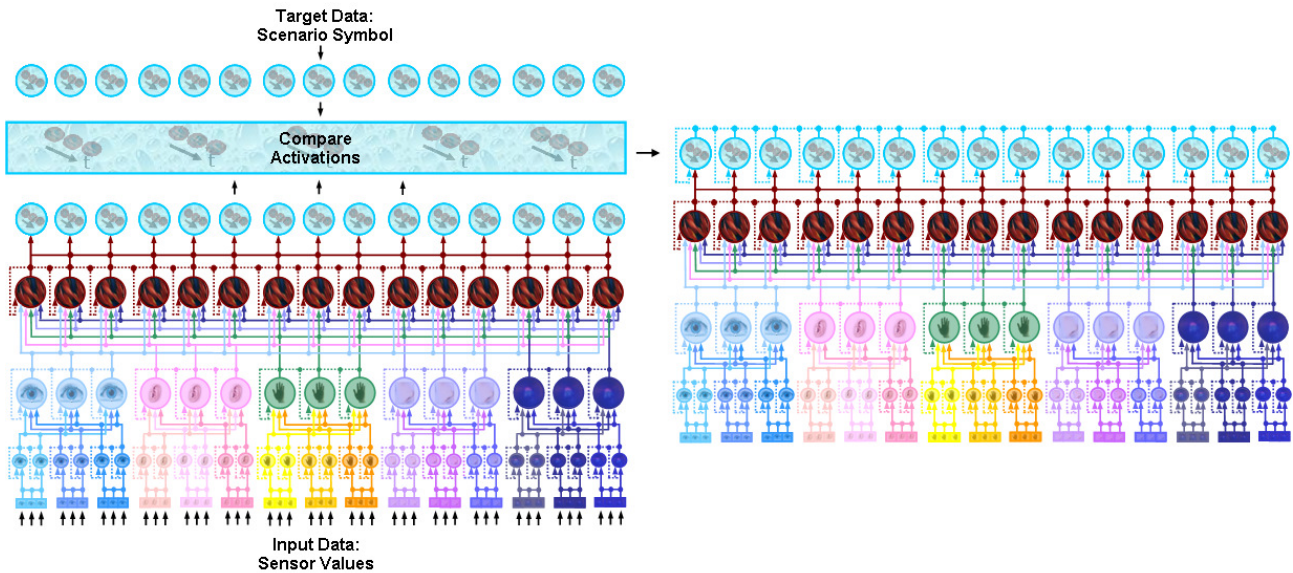 Target Data:
Scenario Symbol
Compare
Activations
t
t
t
t
Input Data:
Sensor Values